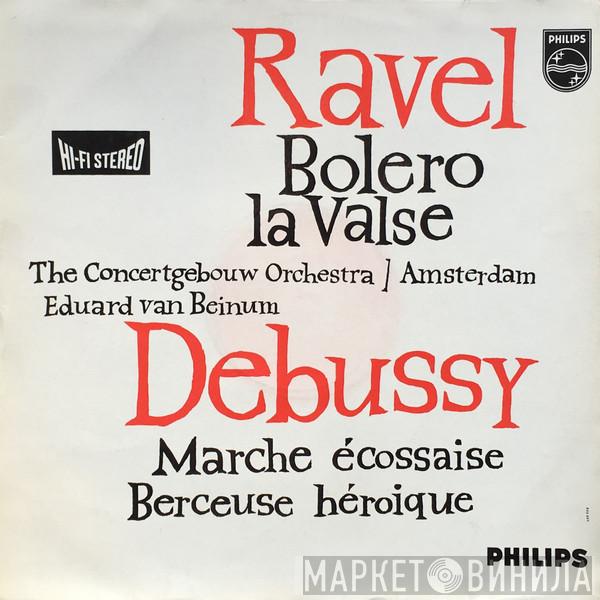 Ravel
PHILIPS
HI-FI STEREO
Bolero
la Valse
The Concertgebouw Orchestra ] Amsterdam
Eduard van Beinum
Debussy
Marche écossaise
Berceuse héroique
PHILIPS
МАРКЕТ ВИНИЛА